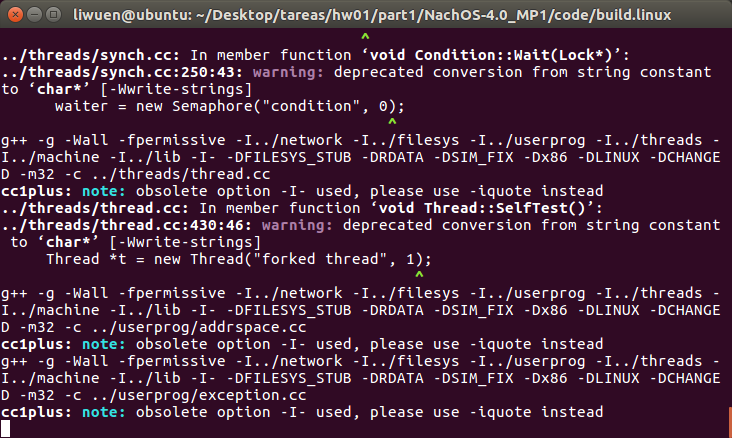 liwuen@ubuntu: ~/Desktop/tareas/hw01/part1/NachOS-4.0_MP1/code/build.linux
^
../threads/synch.cc: In member function ‘void Condition::Wait(Lock*)’:
../threads/synch.cc:250:43: warning: deprecated conversion from string constant
to ‘char*’ [-Wwrite-strings]
waiter = new Semaphore("condition", 0);
^
g++ -g -Wall -fpermissive -I../network -I../filesys -I../userprog -I../threads -
I../machine -I../lib -I- -DFILESYS_STUB -DRDATA -DSIM_FIX -Dx86 -DLINUX -DCHANGE
D -m32 -c ../threads/thread.cc
cc1plus: note: obsolete option -I- used, please use -iquote instead
../threads/thread.cc: In member function ‘void Thread::SelfTest()’:
../threads/thread.cc:430:46: warning: deprecated conversion from string constant
to ‘char*’ [-Wwrite-strings]
Thread *t = new Thread("forked thread", 1);
^
g++ -g -Wall -fpermissive -I../network -I../filesys -I../userprog -I../threads -
I../machine -I../lib -I- -DFILESYS_STUB -DRDATA -DSIM_FIX -Dx86 -DLINUX -DCHANGE
D -m32 -c ../userprog/addrspace.cc
cc1plus: note: obsolete option -I- used, please use -iquote instead
g++ -g -Wall -fpermissive -I../network -I../filesys -I../userprog -I../threads -
I../machine -I../lib -I- -DFILESYS_STUB -DRDATA -DSIM_FIX -Dx86 -DLINUX -DCHANGE
D -m32 -c ../userprog/exception.cc
cc1plus: note: obsolete option -I- used, please use -iquote instead